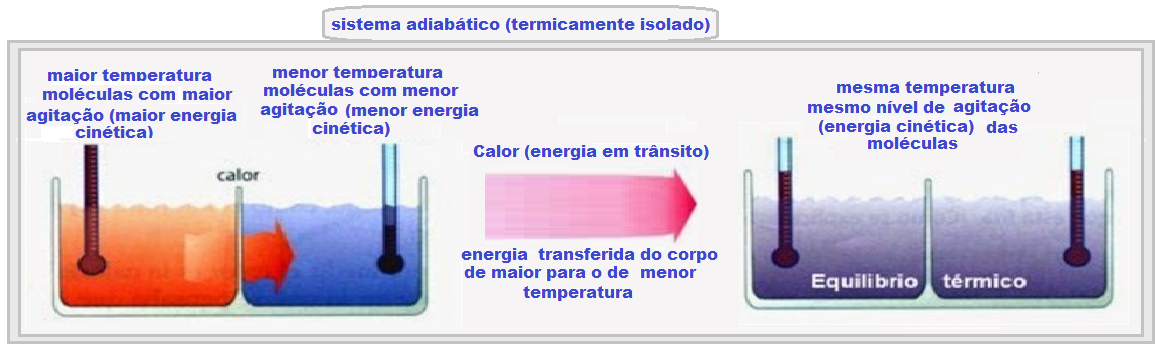 sistema adiabático (termicamente isolado)
maior temperatura
moléculas com maior
agitação (maior energia
cinética)
menor temperatura
moléculas com menor
agitação (menor energia
cinética)
calor
Calor (energia em trânsito)
energia transferida do corpo
de maior para o de menor
temperatura
mesma temperatura
mesmo nível de agitação
(energia cinética) das
moléculas
Equilibrio térmico